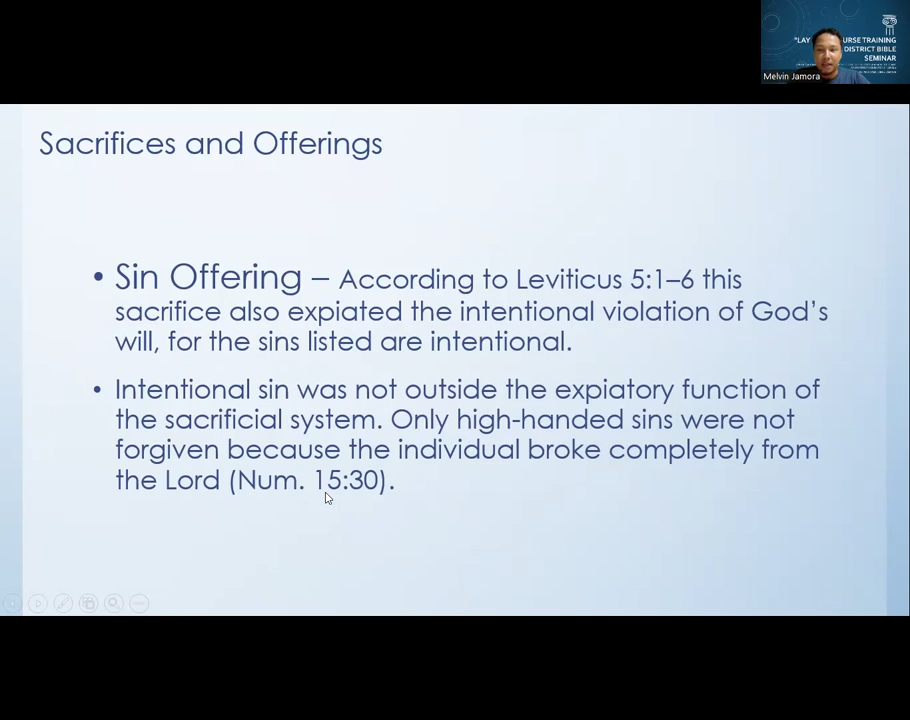 "LAY
URSE TRAINING
DISTRICT BIBLE
SEMINAR
Melvin Jamora
Sacrifices and Offerings
• Sin Offering – According to Leviticus 5:1–6 this
sacrifice also expiated the intentional violation of God's
will, for the sins listed are intentional.
• Intentional sin was not outside the expiatory function of
the sacrificial system. Only high-handed sins were not
forgiven because the individual broke completely from
the Lord (Num. 15:30).